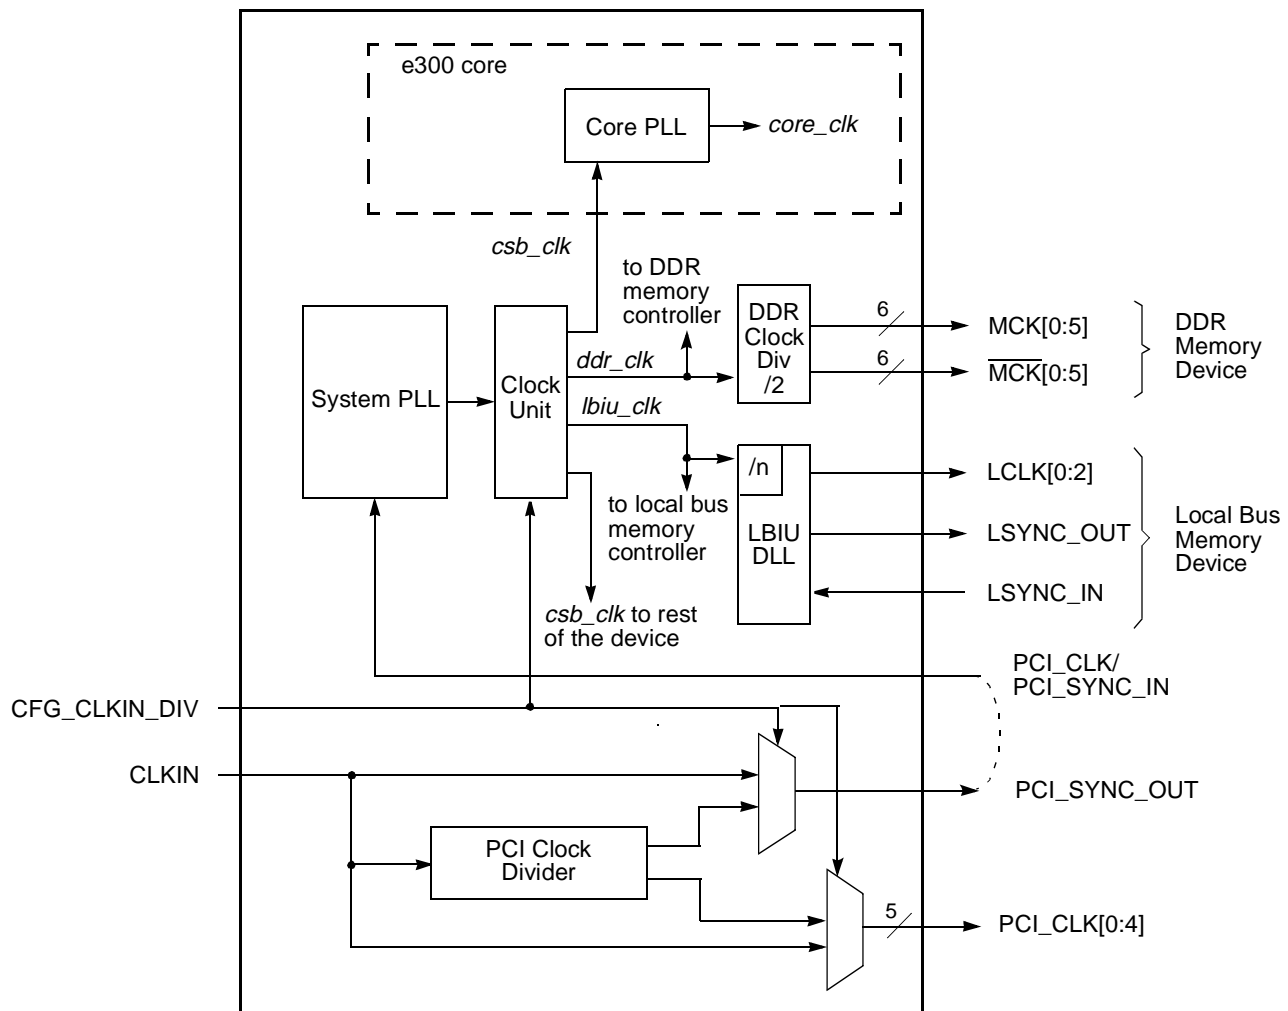 e300 core
Core PLL
core_clk
csb_clk
to DDR
memory
controller
DDR
Clock
Div
/2
6
MCK[0:5]
6
MCK[0:5]
DDR
Memory
Device
System PLL
Clock
Unit
ddr_clk
lbiu_clk
/n
LBIU
DLL
LCLK[0:2]
LSYNC_OUT
LSYNC_IN
Local Bus
Memory
Device
to local bus
memory
controller
csb_clk to rest
of the device
PCI_CLK/
PCI_SYNC_IN
CFG_CLKIN_DIV
CLKIN
PCI_SYNC_OUT
PCI Clock
Divider
5
PCI_CLK[0:4]